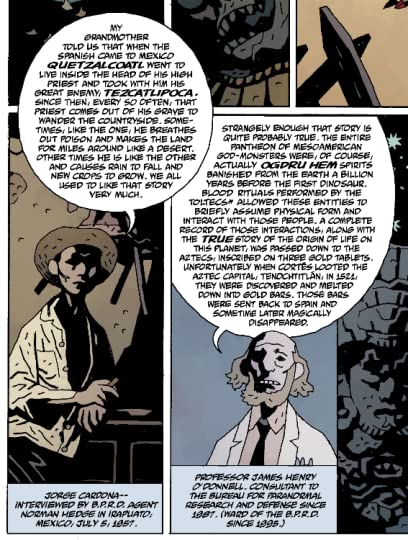 MY
GRANDMOTHER
TOLD US THAT WHEN THE
SPANISH CAME TO MEXICO
QUETZALCOATL WENT TO
LIVE INSIDE THE HEAD OF HIS HIGH
PRIEST AND TOOK WITH HIM HIS
GREAT ENEMY, TEZCATLIPOCA.
SINCE THEN, EVERY SO OFTEN, THAT
PRIEST COMES OUT OF HIS GRAVE TO
WANDER THE COUNTRYSIDE. SOME-
TIMES, LIKE THE ONE, HE BREATHES
OUT POISON AND MAKES THE LAND
FOR MILES AROUND LIKE A DESERT.
OTHER TIMES HE IS LIKE THE OTHER
AND CAUSES RAIN TO FALL AND
NEW CROPS TO GROW. WE ALL
USED TO LIKE THAT STORY
VERY MUCH.
STRANGELY ENOUGH THAT STORY IS
QUITE PROBABLY TRUE. THE ENTIRE
PANTHEON OF MESOAMERICAN
GOD-MONSTERS WERE, OF COURSE,
ACTUALLY OGDRU HEM SPIRITS
BANISHED FROM THE EARTH A BILLION
YEARS BEFORE THE FIRST DINOSAUR.
BLOOD RITUALS PERFORMED BY THE
TOLTECS* ALLOWED THESE ENTITIES TO
BRIEFLY ASSUME PHYSICAL FORM AND
INTERACT WITH THOSE PEOPLE. A COMPLETE
RECORD OF THOSE INTERACTIONS, ALONG WITH
THE TRUE STORY OF THE ORIGIN OF LIFE ON
THIS PLANET, WAS PASSED DOWN TO THE
AZTECS; INSCRIBED ON THREE GOLD TABLETS.
UNFORTUNATELY WHEN CORTÉS LOOTED THE
AZTEC CAPITAL, TENOCHTITLÁN, IN 1521,
THEY WERE DISCOVERED AND MELTED
DOWN INTO GOLD BARS. THOSE BARS
WERE SENT BACK TO SPAIN AND
SOMETIME LATER MAGICALLY
DISAPPEARED.
JORGE CARDONA--
INTERVIEWED BY B.P.R.D. AGENT
NORMAN HEDGE IN IRAPUATO,
MEXICO, JULY 5, 1957.
PROFESSOR JAMES HENRY
O'DONNELL. CONSULTANT TO
THE BUREAU FOR PARANORMAL
RESEARCH AND DEFENSE SINCE
1987. (WARD OF THE B.P.R.D.
SINCE 1995.)